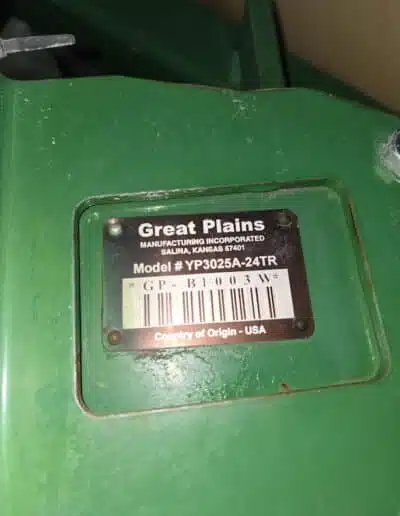 Great Plains
MANUFACTURING INCORPORATED
SALINA, KANSAS 67401
Model # YP3025A-24TR
*GP-B1003W*
Country of Origin - USA